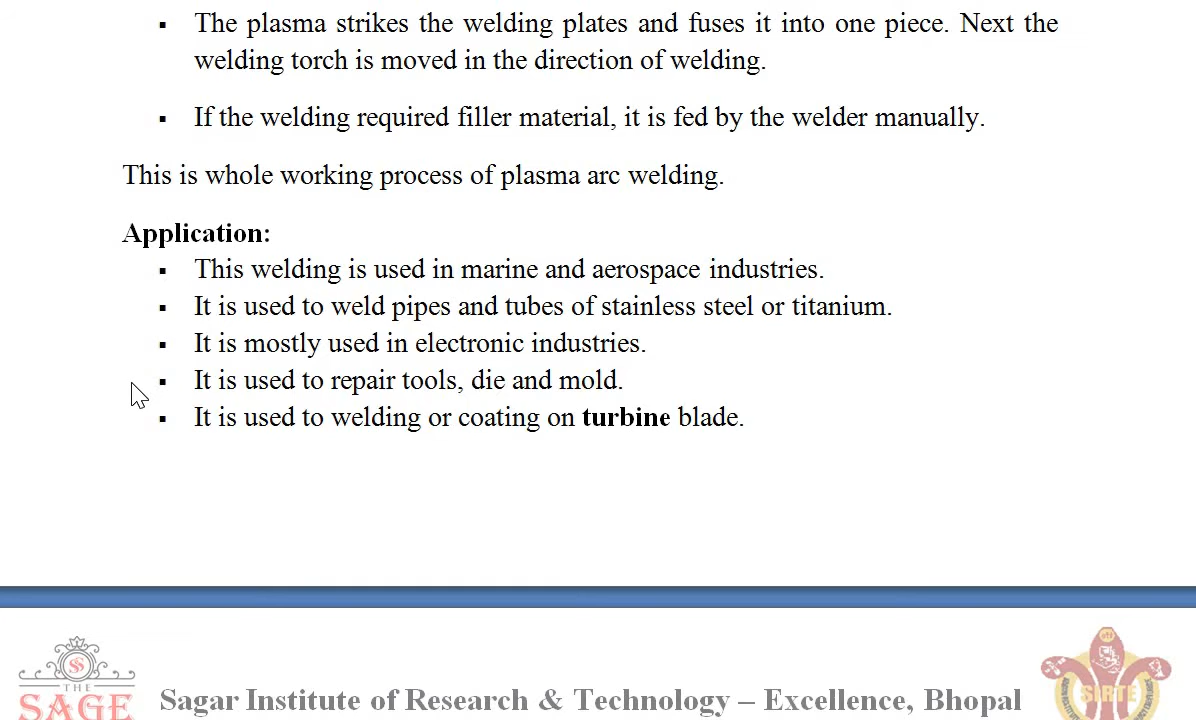 ▪ The plasma strikes the welding plates and fuses it into one piece. Next the
welding torch is moved in the direction of welding.
▪ If the welding required filler material, it is fed by the welder manually.
This is whole working process of plasma arc welding.
Application:
▪ This welding is used in marine and aerospace industries.
▪ It is used to weld pipes and tubes of stainless steel or titanium.
▪ It is mostly used in electronic industries.
▪ It is used to repair tools, die and mold.
▪ It is used to welding or coating on turbine blade.
THE
SAGE
Sagar Institute of Research & Technology – Excellence, Bhopal
SIRTE